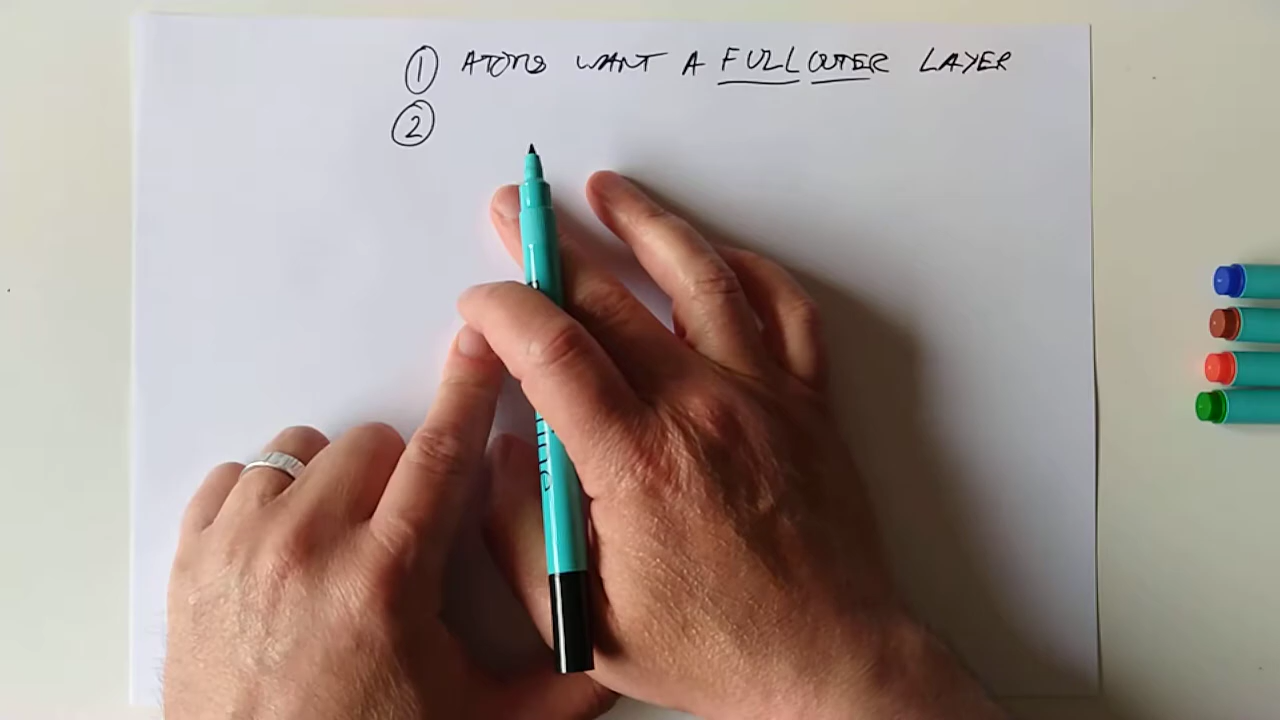 ① ATOMS WANT A FULL OUTER LAYER
②